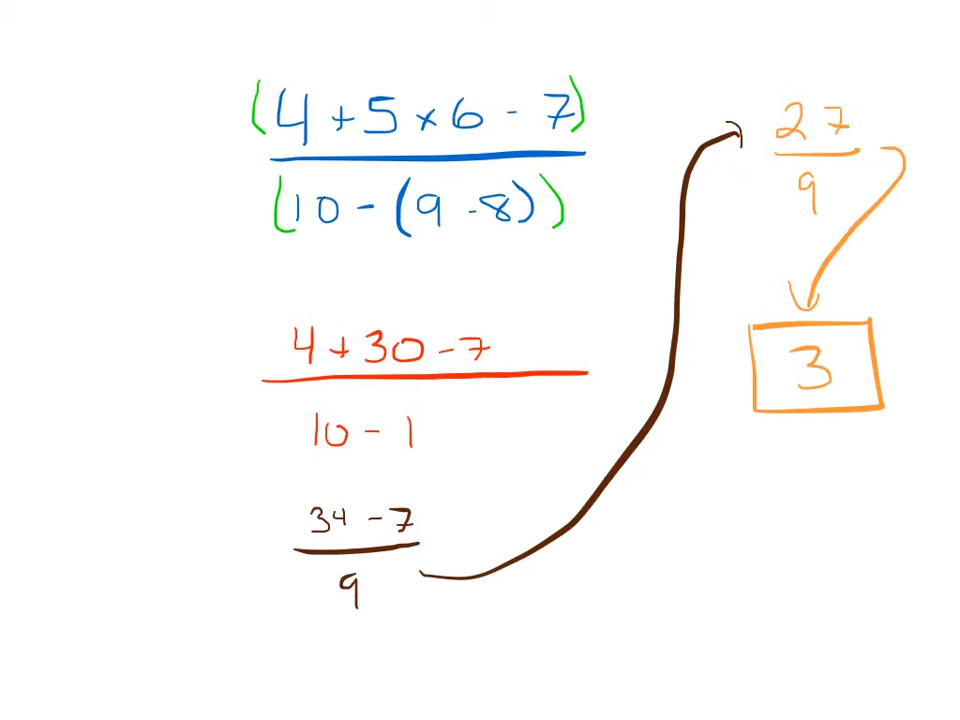 (4 + 5 × 6 - 7)
(10 - (9 - 8))
4 + 30 - 7
10 - 1
34 - 7
9
27
9
3